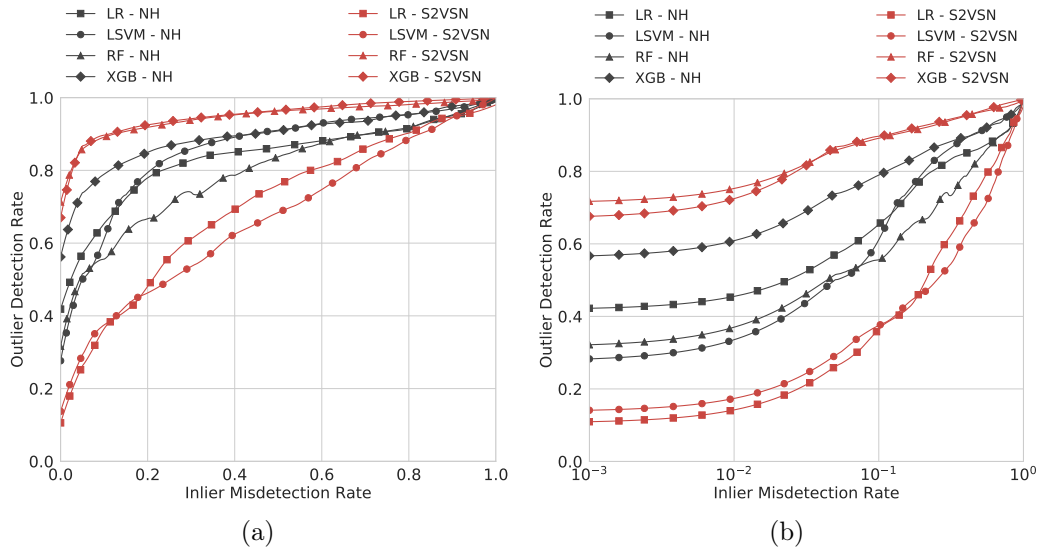 LR - NH
LSVM - NH
RF - NH
XGB - NH
LR - S2VSN
LSVM - S2VSN
RF - S2VSN
XGB - S2VSN
Outlier Detection Rate
1.0
0.8
0.6
0.4
0.2
0.0
0.0 0.2 0.4 0.6 0.8 1.0
Inlier Misdetection Rate
(a)
LR - NH
LSVM - NH
RF - NH
XGB - NH
LR - S2VSN
LSVM - S2VSN
RF - S2VSN
XGB - S2VSN
Outlier Detection Rate
1.0
0.8
0.6
0.4
0.2
0.0
10⁻³ 10⁻² 10⁻¹ 10⁰
Inlier Misdetection Rate
(b)